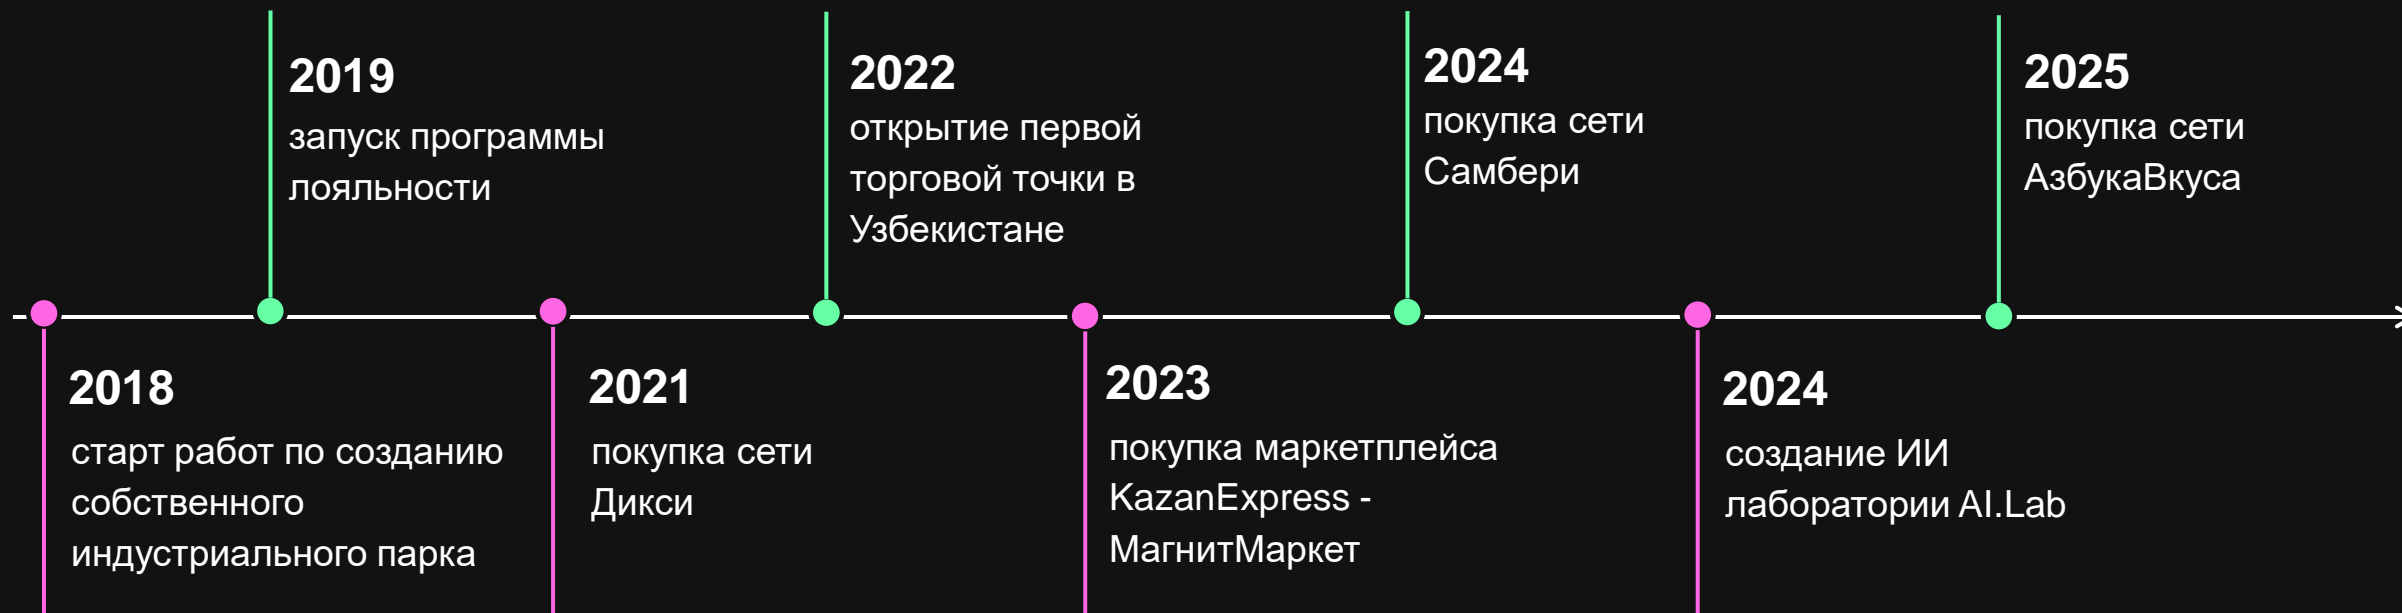 2019
запуск программы
лояльности
2022
открытие первой
торговой точки в
Узбекистане
2024
покупка сети
Самбери
2025
покупка сети
АзбукаВкуса
2018
старт работ по созданию
собственного
индустриального парка
2021
покупка сети
Дикси
2023
покупка маркетплейса
KazanExpress -
МагнитМаркет
2024
создание ИИ
лаборатории AI.Lab